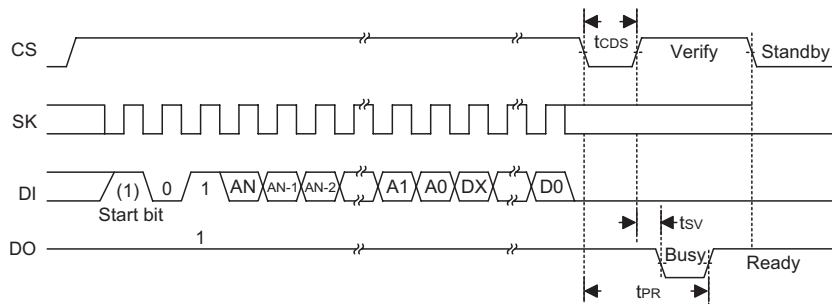 CS tCDS Verify Standby
SK
DI (1) 0 1 AN AN-1 AN-2 A1 A0 DX D0
Start bit
tSV
DO 1 Busy Ready
tPR